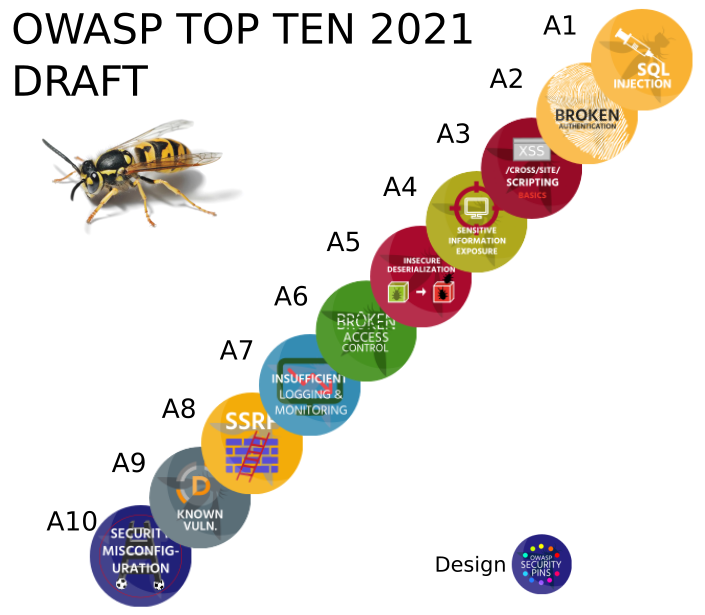 OWASP TOP TEN 2021
DRAFT
A1
SQL
INJECTION
A2
BROKEN
AUTHENTICATION
A3
XSS
/CROSS/SITE/
SCRIPTING
BASICS
A4
SENSITIVE
INFORMATION
EXPOSURE
A5
INSECURE
DESERIALIZATION
A6
BROKEN
ACCESS
CONTROL
A7
INSUFFICIENT
LOGGING &
MONITORING
A8
SSRF
A9
D
KNOWN
VULN.
A10
SECURITY
MISCONFIG-
URATION
Design
OWASP
SECURITY
PINS